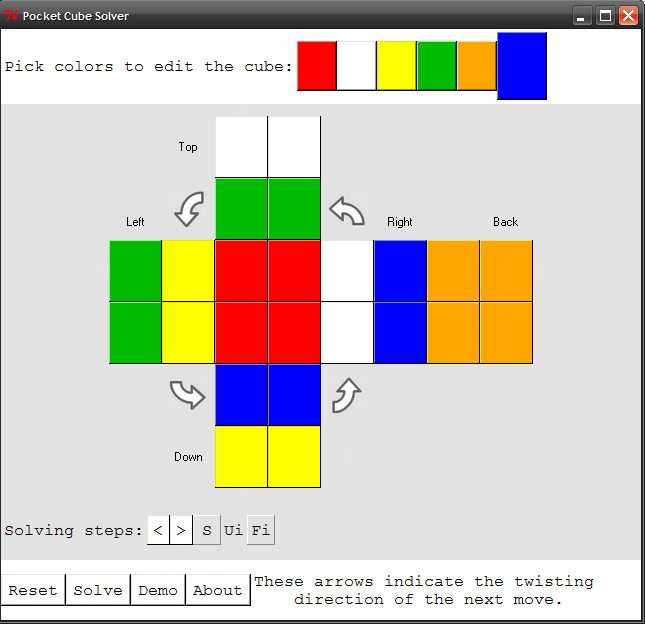 Pocket Cube Solver
Pick colors to edit the cube:
Top
Left
Right
Back
Down
Solving steps: < > S Ui Fi
Reset Solve Demo About
These arrows indicate the twisting
direction of the next move.